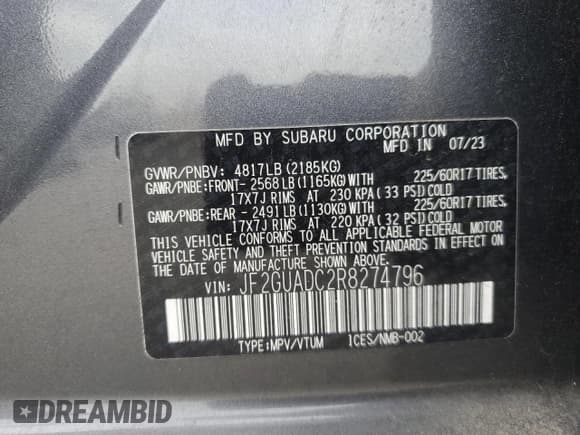 MFD BY SUBARU CORPORATION
MFD IN 07/23
GVWR/PNBV: 4817LB (2185KG)
GAWR/PNBE:FRONT- 2568LB (1165KG)WITH 225/60R17 TIRES,
17X7J RIMS AT 230 KPA (33 PSI)COLD
GAWR/PNBE:REAR - 2491LB (1130KG)WITH 225/60R17 TIRES,
17X7J RIMS AT 220 KPA (32 PSI)COLD
THIS VEHICLE CONFORMS TO ALL APPLICABLE FEDERAL MOTOR
VEHICLE SAFETY AND THEFT PREVENTION STANDARDS IN EFFECT ON
THE DATE OF MANUFACTURE SHOWN ABOVE.
VIN: JF2GUADC2R8274796
TYPE:MPV/VTUM ICES/NMB-002
DREAMBID